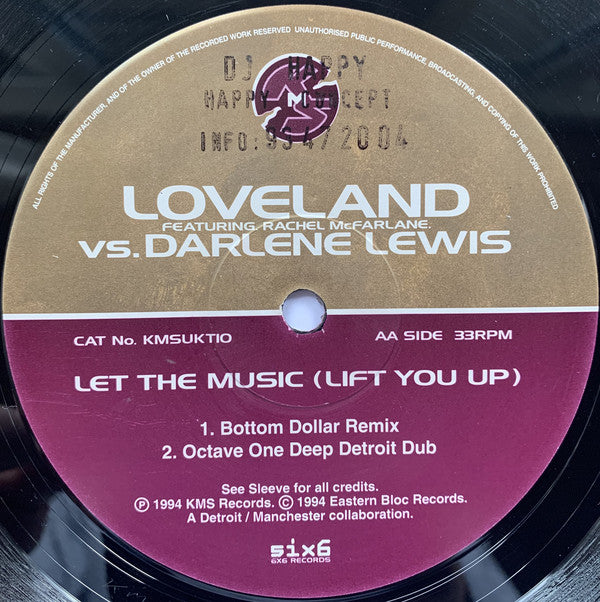 ALL RIGHTS OF THE MANUFACTURER, AND OF THE OWNER OF THE RECORDED WORK RESERVED UNAUTHORISED PUBLIC PERFORMANCE, BROADCASTING, AND COPYING OF THIS WORK PROHIBITED
DJ HAPPY
HAPPY CONCEPT
KMS
INFO:
LOVELAND
FEATURING RACHEL McFARLANE.
VS. DARLENE LEWIS
CAT No. KMSUKT10
AA SIDE 33RPM
LET THE MUSIC (LIFT YOU UP)
1. Bottom Dollar Remix
2. Octave One Deep Detroit Dub
See Sleeve for all credits.
℗ 1994 KMS Records. © 1994 Eastern Bloc Records.
A Detroit / Manchester collaboration.
six6
6X6 RECORDS